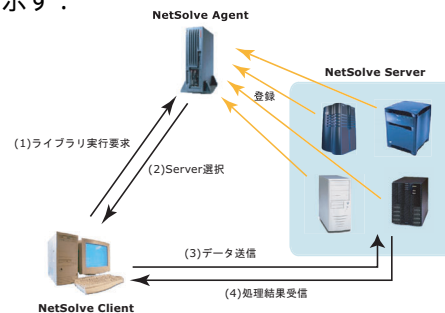 示す．
NetSolve Agent
NetSolve Server
登録
(1)ライブラリ実行要求
(2)Server選択
(3)データ送信
(4)処理結果受信
NetSolve Client